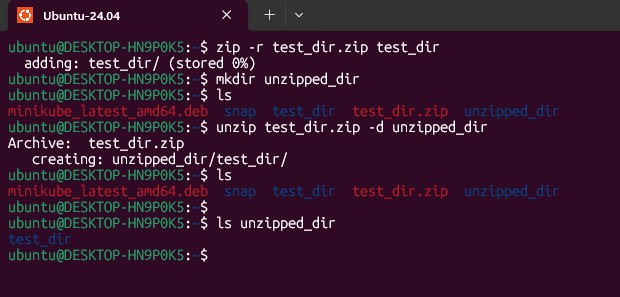 Ubuntu-24.04
ubuntu@DESKTOP-HN9P0K5:~$ zip -r test_dir.zip test_dir
  adding: test_dir/ (stored 0%)
ubuntu@DESKTOP-HN9P0K5:~$ mkdir unzipped_dir
ubuntu@DESKTOP-HN9P0K5:~$ ls
minikube_latest_amd64.deb  snap  test_dir  test_dir.zip  unzipped_dir
ubuntu@DESKTOP-HN9P0K5:~$ unzip test_dir.zip -d unzipped_dir
Archive:  test_dir.zip
   creating: unzipped_dir/test_dir/
ubuntu@DESKTOP-HN9P0K5:~$ ls
minikube_latest_amd64.deb  snap  test_dir  test_dir.zip  unzipped_dir
ubuntu@DESKTOP-HN9P0K5:~$
ubuntu@DESKTOP-HN9P0K5:~$ ls unzipped_dir
test_dir
ubuntu@DESKTOP-HN9P0K5:~$